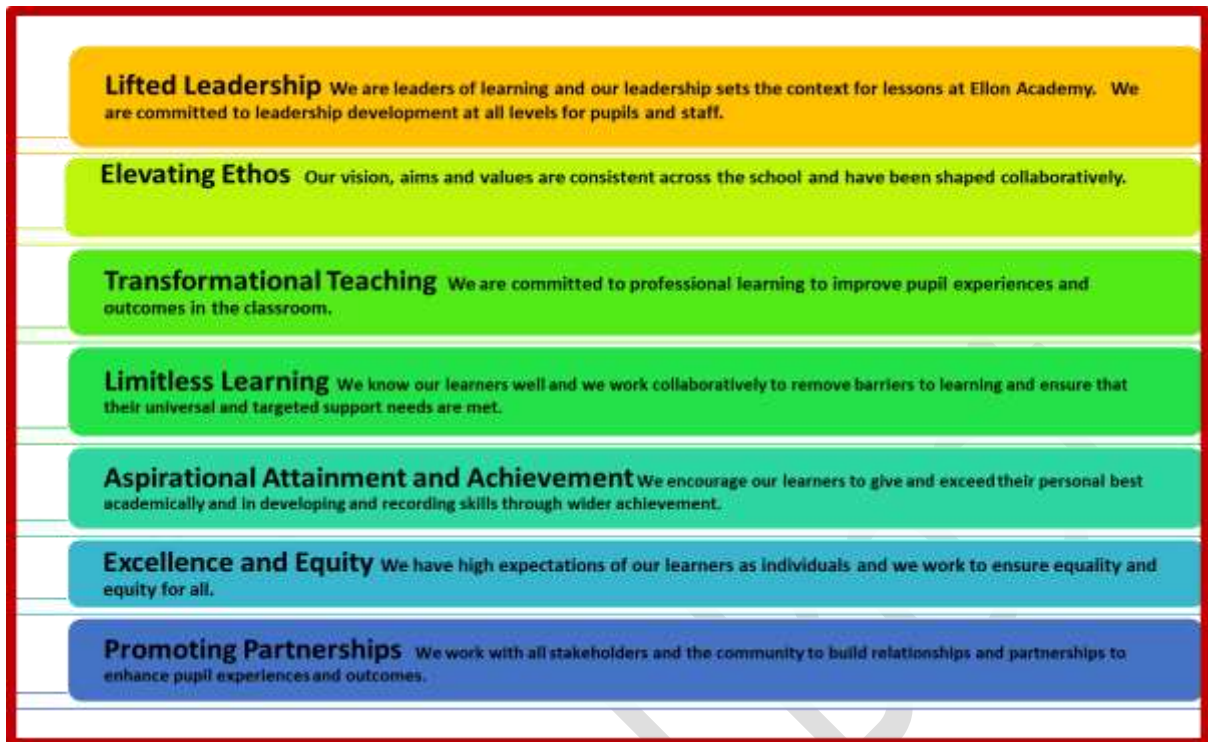 Lifted Leadership We are leaders of learning and our leadership sets the context for lessons at Ellon Academy. We
are committed to leadership development at all levels for pupils and staff.
Elevating Ethos Our vision, aims and values are consistent across the school and have been shaped collaboratively.
Transformational Teaching We are committed to professional learning to improve pupil experiences and
outcomes in the classroom.
Limitless Learning We know our learners well and we work collaboratively to remove barriers to learning and ensure that
their universal and targeted support needs are met.
Aspirational Attainment and Achievement We encourage our learners to give and exceed their personal best
academically and in developing and recording skills through wider achievement.
Excellence and Equity We have high expectations of our learners as individuals and we work to ensure equality and
equity for all.
Promoting Partnerships We work with all stakeholders and the community to build relationships and partnerships to
enhance pupil experiences and outcomes.